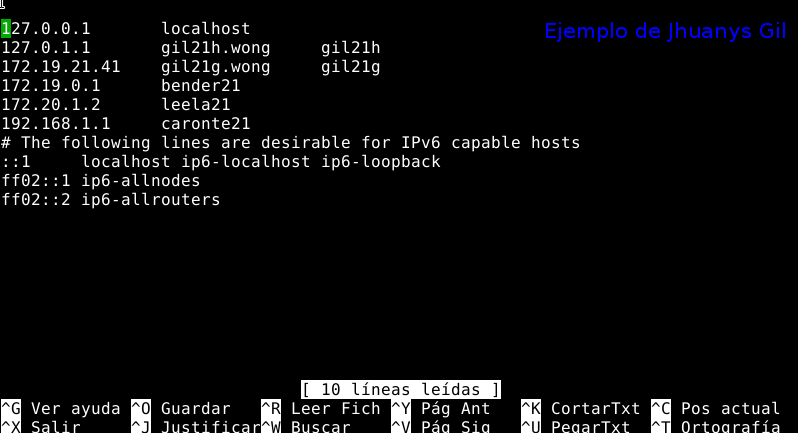 127.0.0.1 localhost
Ejemplo de Jhuanys Gil
127.0.1.1 gil21h.wong gil21h
172.19.21.41 gil21g.wong gil21g
172.19.0.1 bender21
172.20.1.2 leela21
192.168.1.1 caronte21
# The following lines are desirable for IPv6 capable hosts
::1 localhost ip6-localhost ip6-loopback
ff02::1 ip6-allnodes
ff02::2 ip6-allrouters
[ 10 líneas leídas ]
^G Ver ayuda ^O Guardar ^R Leer Fich ^Y Pág Ant ^K CortarTxt ^C Pos actual
^X Salir ^J Justificar ^W Buscar ^V Pág Sig ^U PegarTxt ^T Ortografía